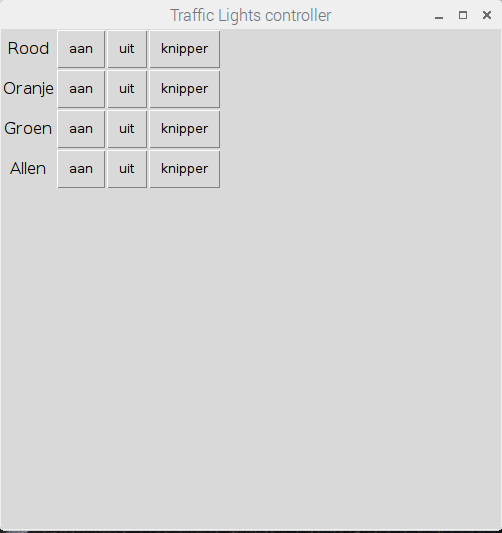 Traffic Lights controller
Rood aan uit knipper
Oranje aan uit knipper
Groen aan uit knipper
Allen aan uit knipper